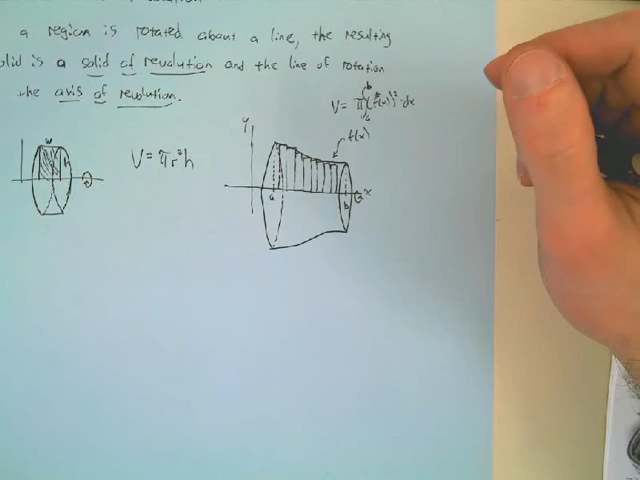 a region is rotated about a line, the resulting
solid is a solid of revolution and the line of rotation
the axis of revolution.
V = π∫ₐᵇ(f(x))²·dx
y
f(x)
w
h
V = πr²h
a
b
x